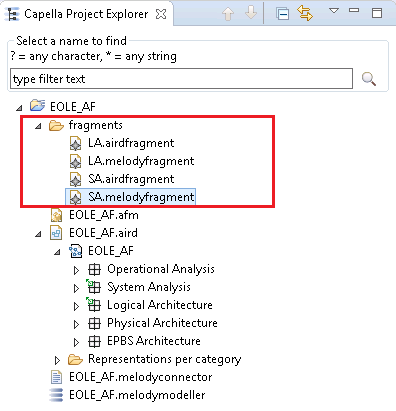 Capella Project Explorer
Select a name to find
? = any character, * = any string
type filter text
EOLE_AF
fragments
LA.airdfragment
LA.melodyfragment
SA.airdfragment
SA.melodyfragment
EOLE_AF.afm
EOLE_AF.aird
EOLE_AF
Operational Analysis
System Analysis
Logical Architecture
Physical Architecture
EPBS Architecture
Representations per category
EOLE_AF.melodyconnector
EOLE_AF.melodymodeller